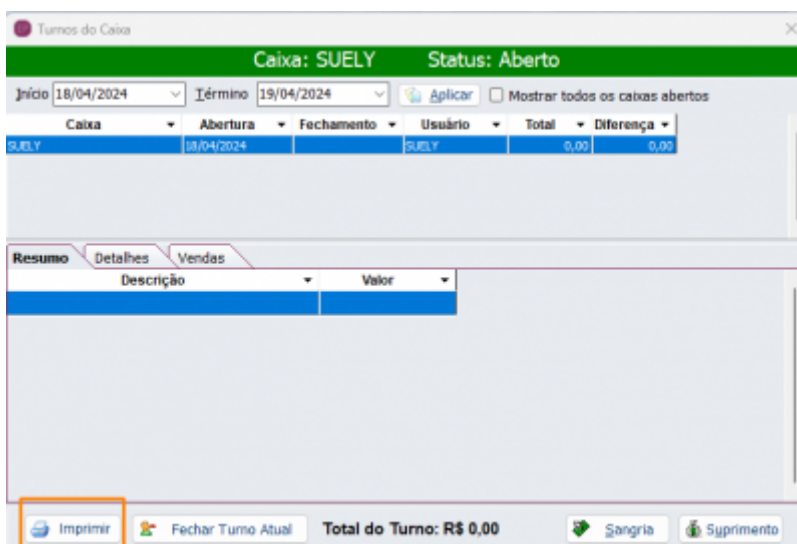 Turnos do Caixa
Caixa: SUELY Status: Aberto
Início 18/04/2024 Término 19/04/2024 Aplicar Mostrar todos os caixas abertos
Caixa Abertura Fechamento Usuário Total Diferença
SUELY 18/04/2024 SUELY 0,00 0,00
Resumo Detalhes Vendas
Descrição Valor
Imprimir Fechar Turno Atual Total do Turno: R$ 0,00 Sangria Suprimento